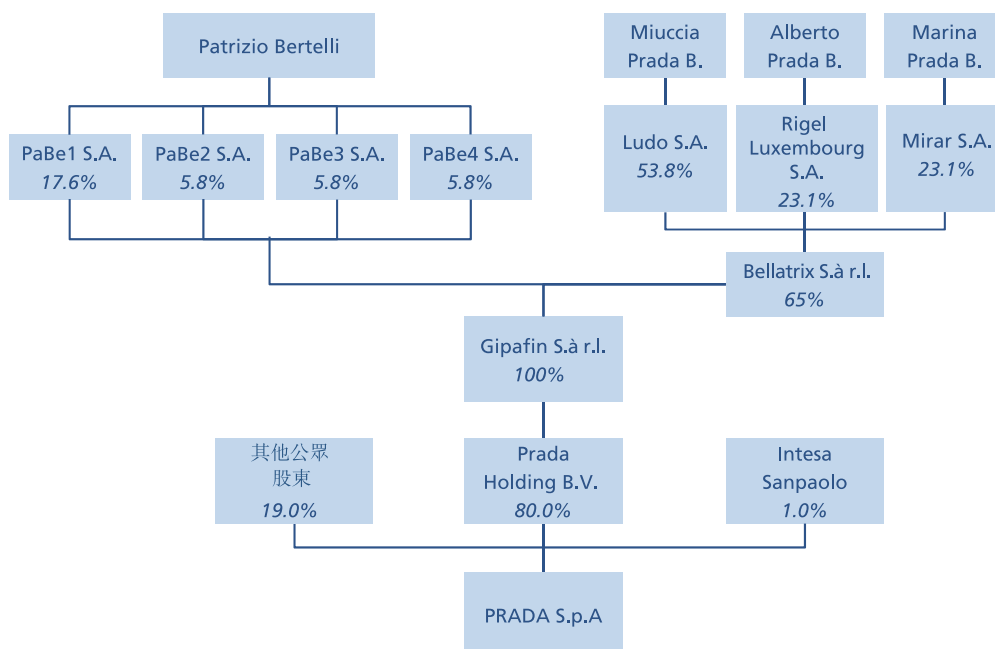 Patrizio Bertelli
Miuccia
Prada B.
Alberto
Prada B.
Marina
Prada B.
PaBe1 S.A.
17.6%
PaBe2 S.A.
5.8%
PaBe3 S.A.
5.8%
PaBe4 S.A.
5.8%
Ludo S.A.
53.8%
Rigel
Luxembourg
S.A.
23.1%
Mirar S.A.
23.1%
Bellatrix S.à r.l.
65%
Gipafin S.à r.l.
100%
其他公眾
股東
19.0%
Prada
Holding B.V.
80.0%
Intesa
Sanpaolo
1.0%
PRADA S.p.A